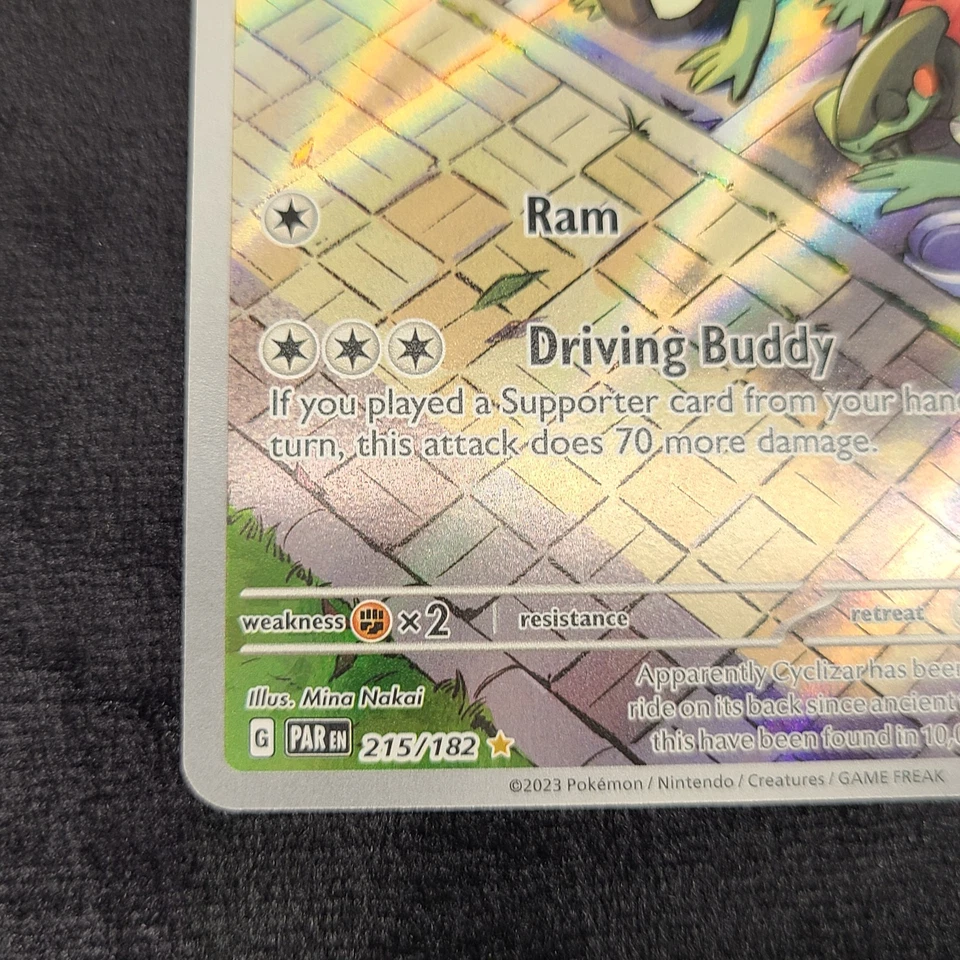 Ram
Driving Buddy
If you played a Supporter card from your
turn, this attack does 70 more damage.
weakness ×2 resistance retreat
Illus. Mina Nakai
Apparently Cyclizar has been
ride on its back since ancient
this have been found in 10,0
G PAR EN 215/182
©2023 Pokémon / Nintendo / Creatures / GAME FREAK